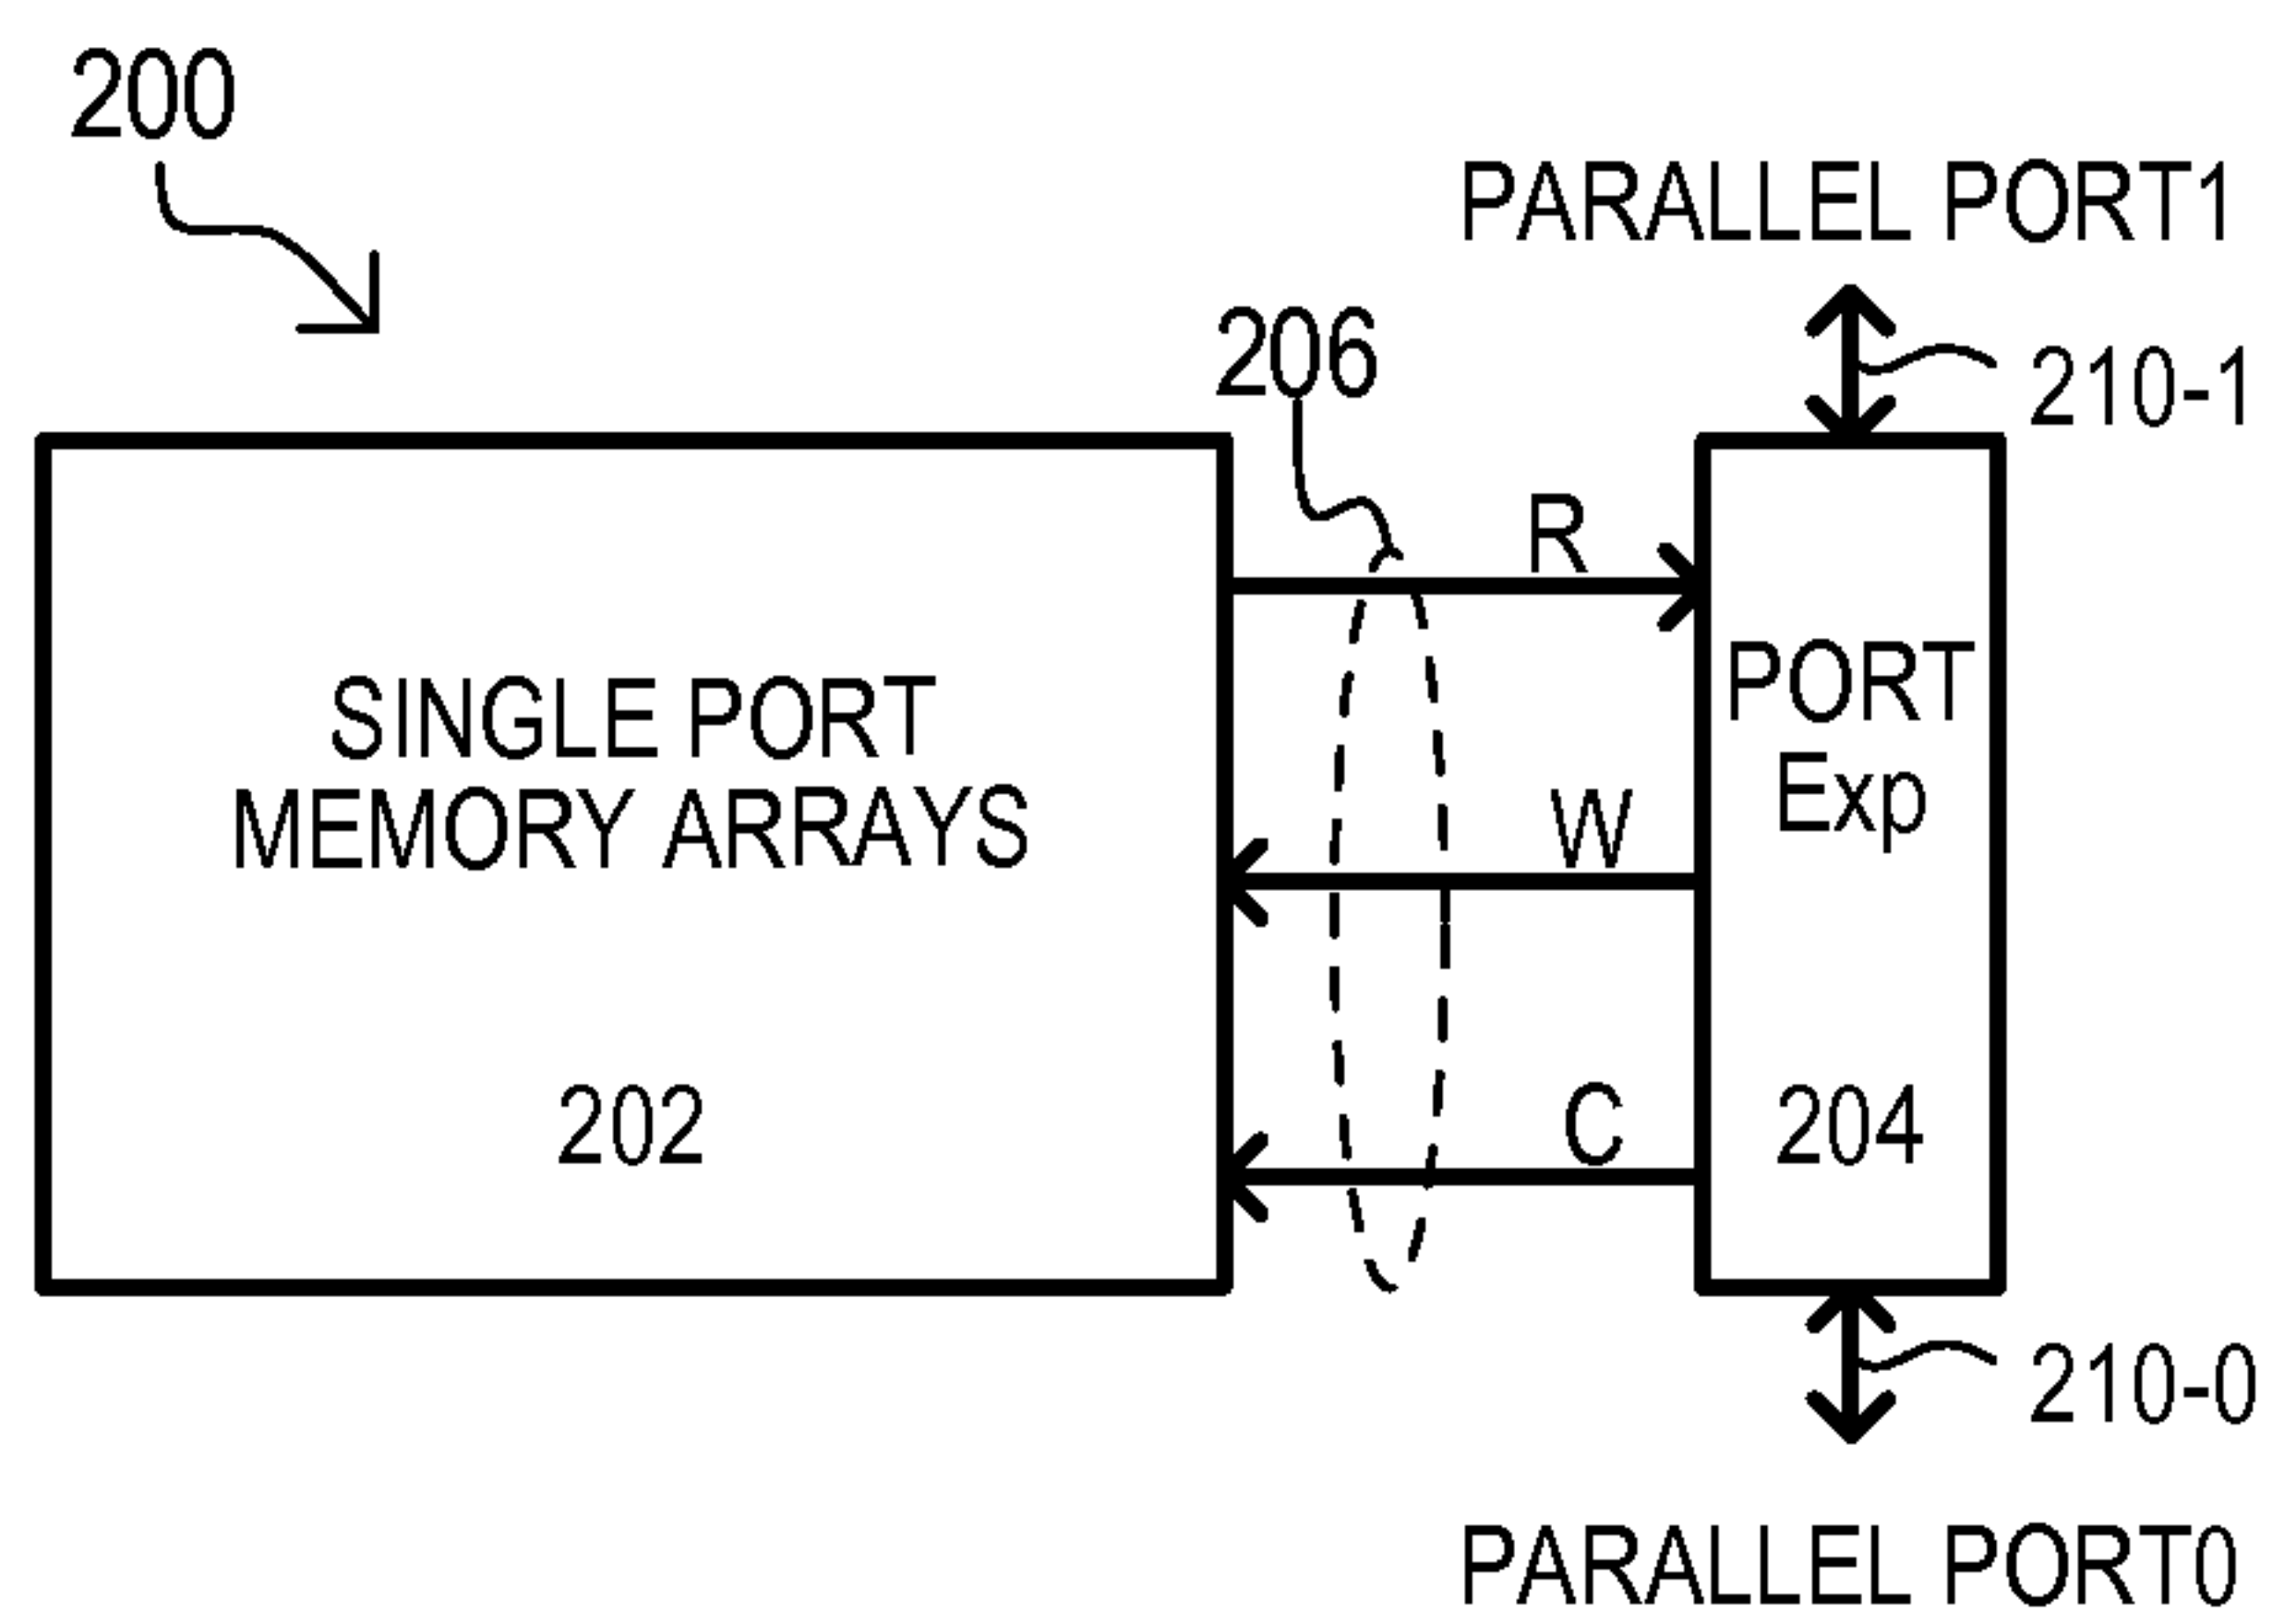 200
PARALLEL PORT1
206
210-1
R
SINGLE PORT
MEMORY ARRAYS
202
PORT
Exp
W
C
204
210-0
PARALLEL PORT0